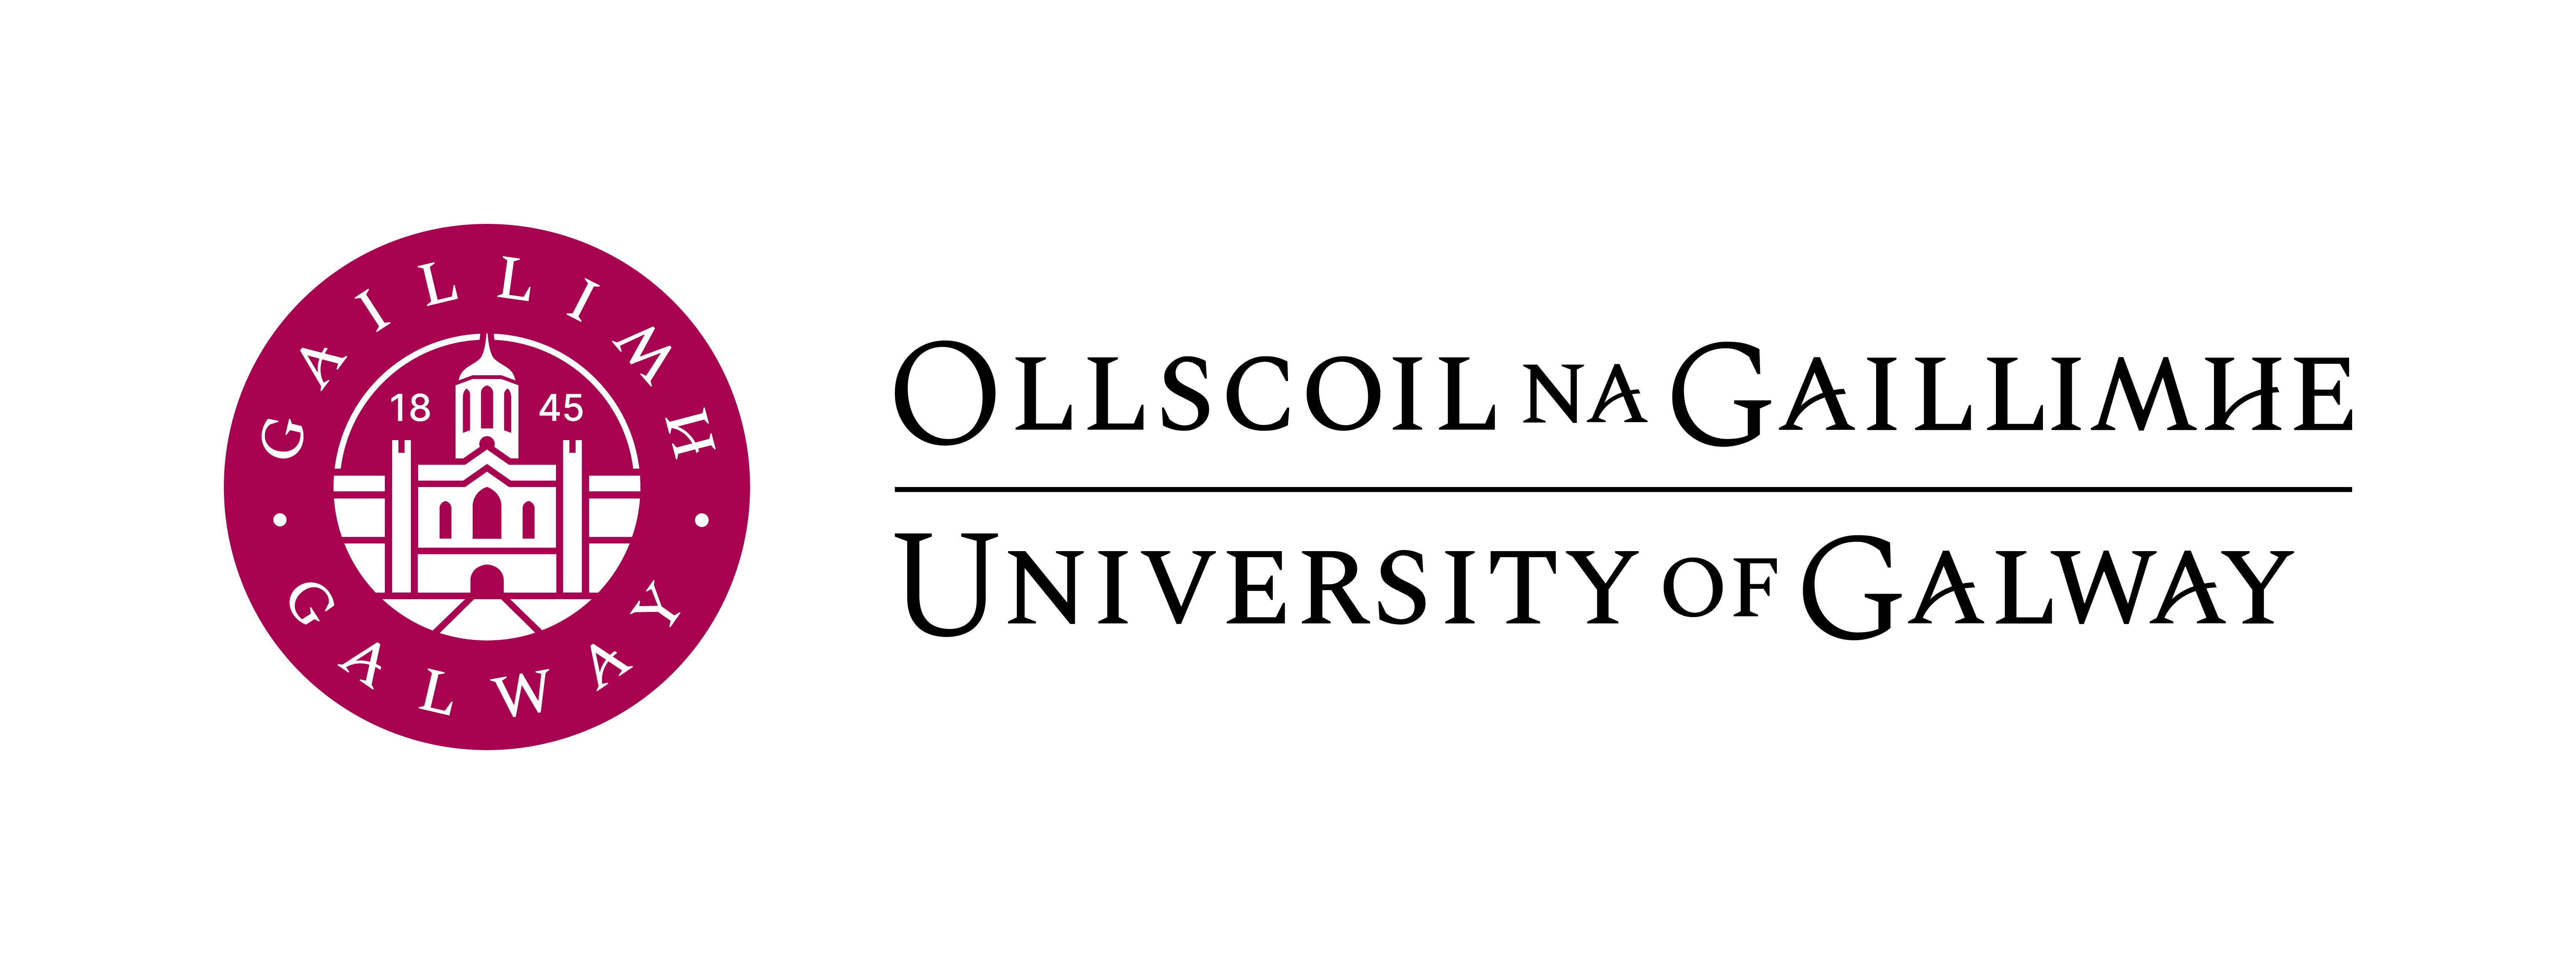 GAILLIMH
18 45
GALWAY
OLLSCOIL NA GAILLIMHE
UNIVERSITY OF GALWAY